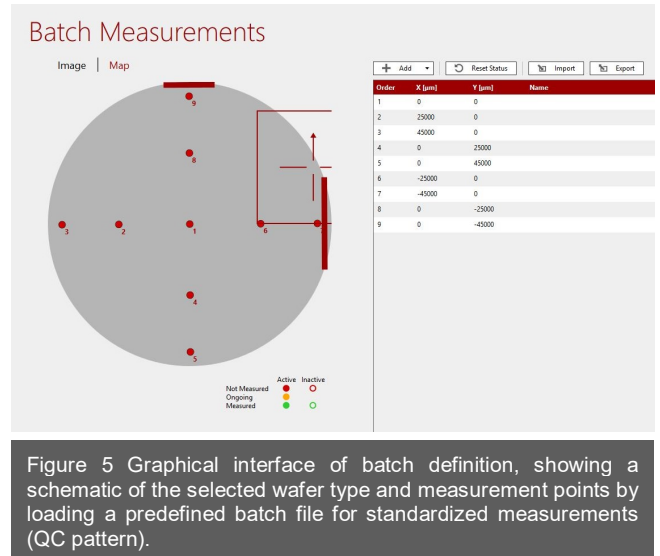 Batch Measurements
Image | Map
Add Reset Status Import Export
Order X [µm] Y [µm] Name
1 0 0
2 25000 0
3 45000 0
4 0 25000
5 0 45000
6 -25000 0
7 -45000 0
8 0 -25000
9 0 -45000
9
8
3 2 1 6
4
5
Active Inactive
Not Measured
Ongoing
Measured
Figure 5 Graphical interface of batch definition, showing a
schematic of the selected wafer type and measurement points by
loading a predefined batch file for standardized measurements
(QC pattern).